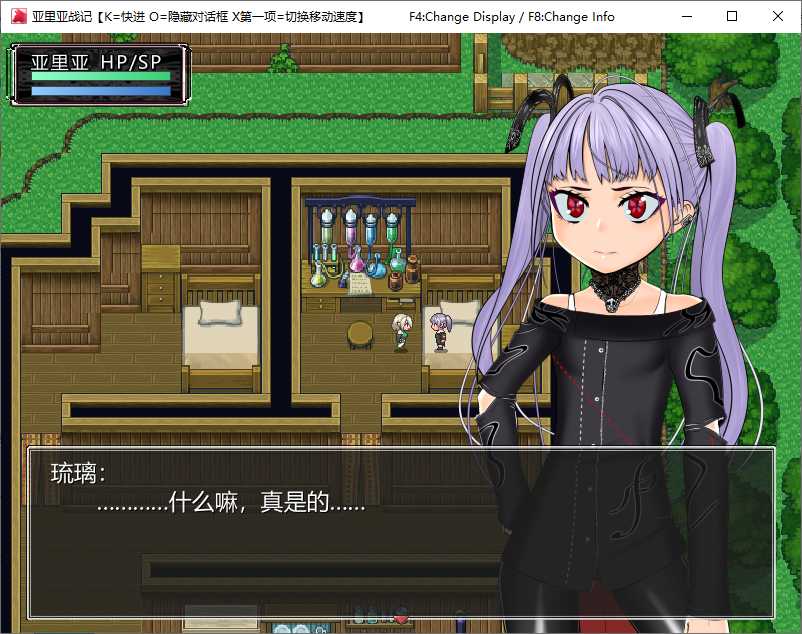 亚里亚战记【K=快进 O=隐藏对话框 X第一项=切换移动速度】 F4:Change Display / F8:Change Info
亚里亚 HP/SP
琉璃:
…………什么嘛，真是的……